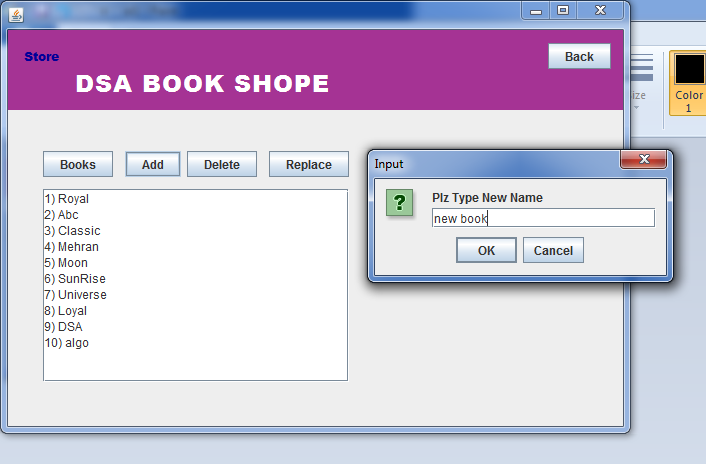 Store
Back
DSA BOOK SHOPE
Books Add Delete Replace
1) Royal
2) Abc
3) Classic
4) Mehran
5) Moon
6) SunRise
7) Universe
8) Loyal
9) DSA
10) algo
Input
Plz Type New Name
?
new book
OK Cancel
Color
1